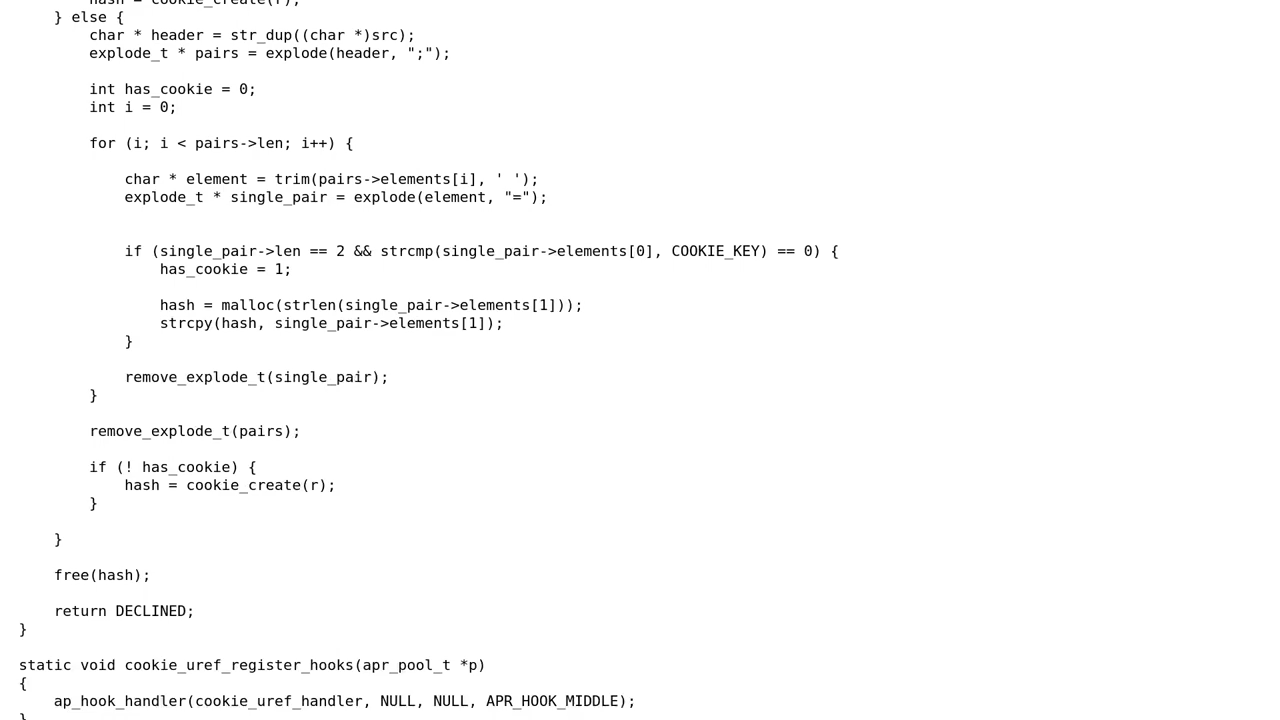 hash = cookie_create(r);
    } else {
        char * header = str_dup((char *)src);
        explode_t * pairs = explode(header, ";");

        int has_cookie = 0;
        int i = 0;

        for (i; i < pairs->len; i++) {

            char * element = trim(pairs->elements[i], ' ');
            explode_t * single_pair = explode(element, "=");


            if (single_pair->len == 2 && strcmp(single_pair->elements[0], COOKIE_KEY) == 0) {
                has_cookie = 1;

                hash = malloc(strlen(single_pair->elements[1]));
                strcpy(hash, single_pair->elements[1]);
            }

            remove_explode_t(single_pair);
        }

        remove_explode_t(pairs);

        if (! has_cookie) {
            hash = cookie_create(r);
        }

    }

    free(hash);

    return DECLINED;
}

static void cookie_uref_register_hooks(apr_pool_t *p)
{
    ap_hook_handler(cookie_uref_handler, NULL, NULL, APR_HOOK_MIDDLE);
}